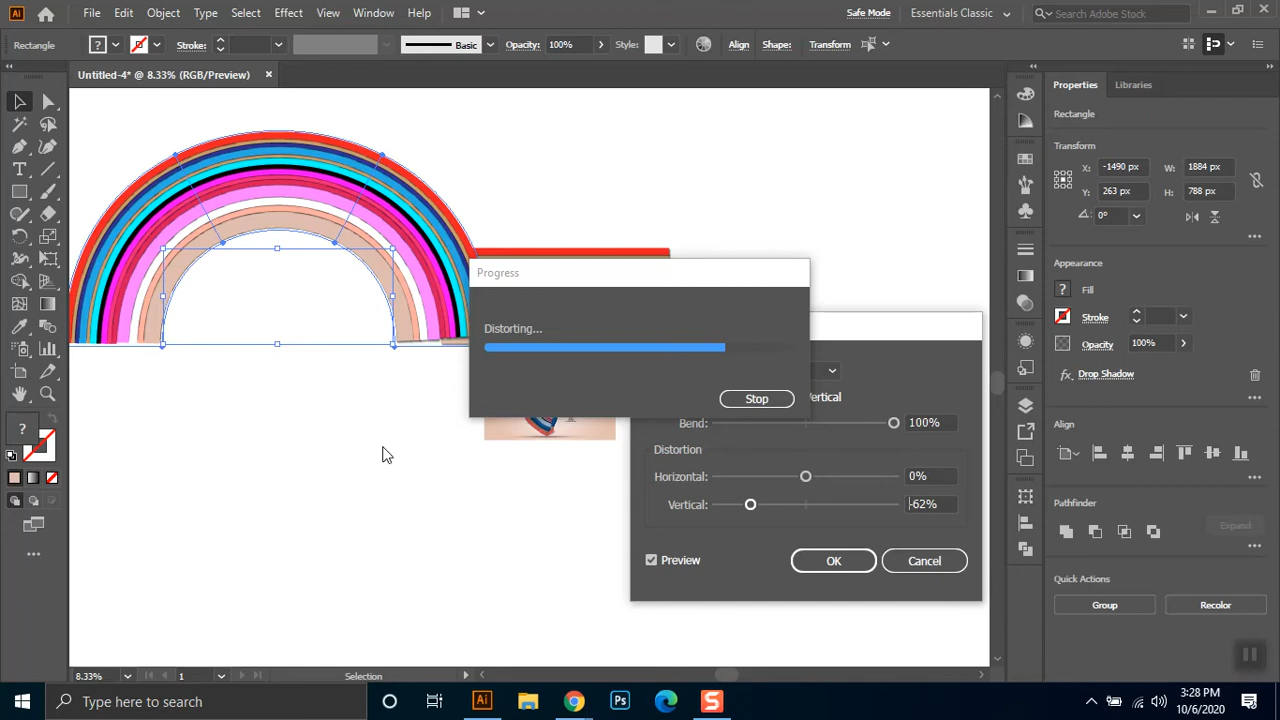 Ai File Edit Object Type Select Effect View Window Help Safe Mode Essentials Classic Search Adobe Stock
Rectangle ? Stroke: Basic Opacity: 100% Style: Align Shape: Transform
Untitled-4* @ 8.33% (RGB/Preview) ×
Properties Libraries
Rectangle
Transform
X: -1490 px W: 1884 px
Y: 263 px H: 788 px
0°
Appearance
? Fill
Stroke
Opacity 100%
fx Drop Shadow
Align
Pathfinder
Expand
Quick Actions
Group Recolor
Progress
Distorting...
Stop
Vertical
Bend: 100%
Distortion
Horizontal: 0%
Vertical: -62%
Preview OK Cancel
?
8.33% 1 Selection
Type here to search Ai Ps S 3:28 PM
10/6/2020